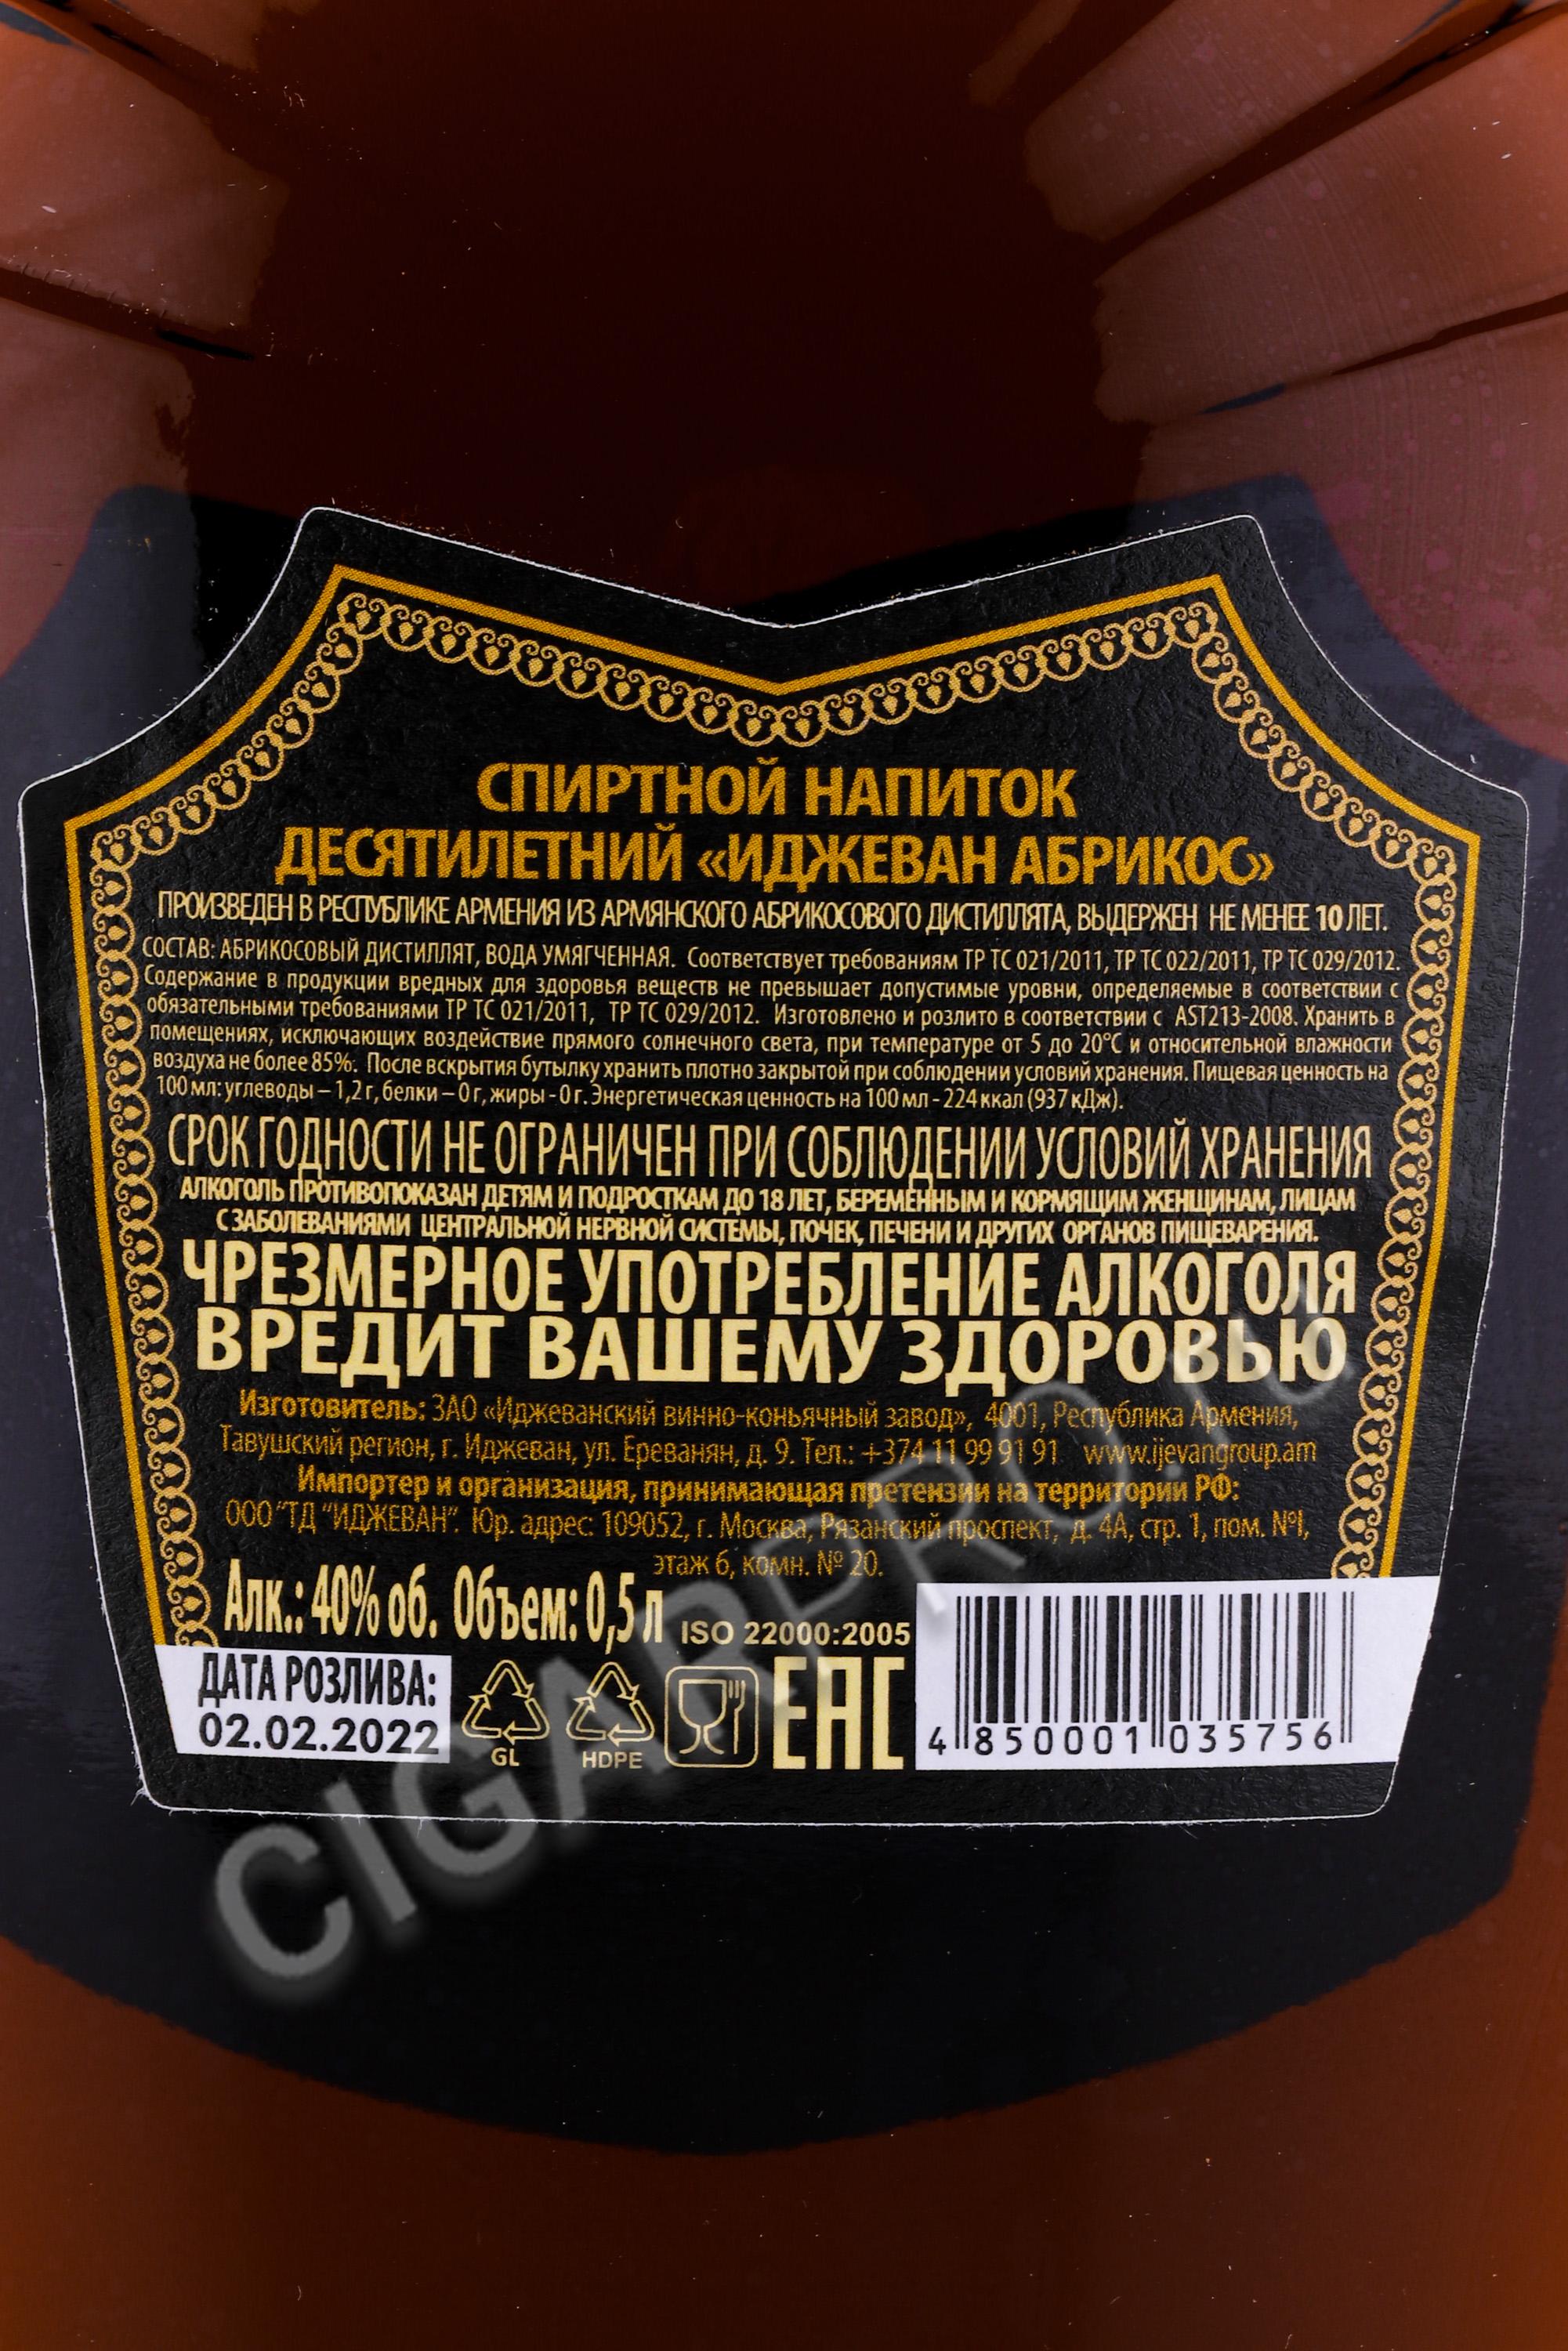 СПИРТНОЙ НАПИТОК
ДЕСЯТИЛЕТНИЙ «ИДЖЕВАН АБРИКОС»
ПРОИЗВЕДЕН В РЕСПУБЛИКЕ АРМЕНИЯ ИЗ АРМЯНСКОГО АБРИКОСОВОГО ДИСТИЛЛЯТА, ВЫДЕРЖЕН НЕ МЕНЕЕ 10 ЛЕТ.
СОСТАВ: АБРИКОСОВЫЙ ДИСТИЛЛЯТ, ВОДА УМЯГЧЕННАЯ. Соответствует требованиям ТР ТС 021/2011, ТР ТС 022/2011, ТР ТС 029/2012.
Содержание в продукции вредных для здоровья веществ не превышает допустимые уровни, определяемые в соответствии с
обязательными требованиями ТР ТС 021/2011, ТР ТС 029/2012. Изготовлено и розлито в соответствии с AST213-2008. Хранить в
помещениях, исключающих воздействие прямого солнечного света, при температуре от 5 до 20°С и относительной влажности
воздуха не более 85%. После вскрытия бутылку хранить плотно закрытой при соблюдении условий хранения. Пищевая ценность на
100 мл: углеводы – 1,2 г, белки – 0 г, жиры - 0 г. Энергетическая ценность на 100 мл - 224 ккал (937 кДж).
СРОК ГОДНОСТИ НЕ ОГРАНИЧЕН ПРИ СОБЛЮДЕНИИ УСЛОВИЙ ХРАНЕНИЯ
АЛКОГОЛЬ ПРОТИВОПОКАЗАН ДЕТЯМ И ПОДРОСТКАМ ДО 18 ЛЕТ, БЕРЕМЕННЫМ И КОРМЯЩИМ ЖЕНЩИНАМ, ЛИЦАМ
С ЗАБОЛЕВАНИЯМИ ЦЕНТРАЛЬНОЙ НЕРВНОЙ СИСТЕМЫ, ПОЧЕК, ПЕЧЕНИ И ДРУГИХ ОРГАНОВ ПИЩЕВАРЕНИЯ.
ЧРЕЗМЕРНОЕ УПОТРЕБЛЕНИЕ АЛКОГОЛЯ
ВРЕДИТ ВАШЕМУ ЗДОРОВЬЮ
Изготовитель: ЗАО «Иджеванский винно-коньячный завод», 4001, Республика Армения,
Тавушский регион, г. Иджеван, ул. Ереванян, д. 9. Тел.: +374 11 99 91 91 www.ijevangroup.am
Импортер и организация, принимающая претензии на территории РФ:
ООО "ТД "ИДЖЕВАН". Юр. адрес: 109052, г. Москва, Рязанский проспект, д. 4А, стр. 1, пом. №I,
этаж 6, комн. № 20.
Алк.: 40% об. Объем: 0,5 л ISO 22000:2005
ДАТА РОЗЛИВА:
02.02.2022
GL
HDPE
EAC
4 850001 035756
CIGARPRO.RU